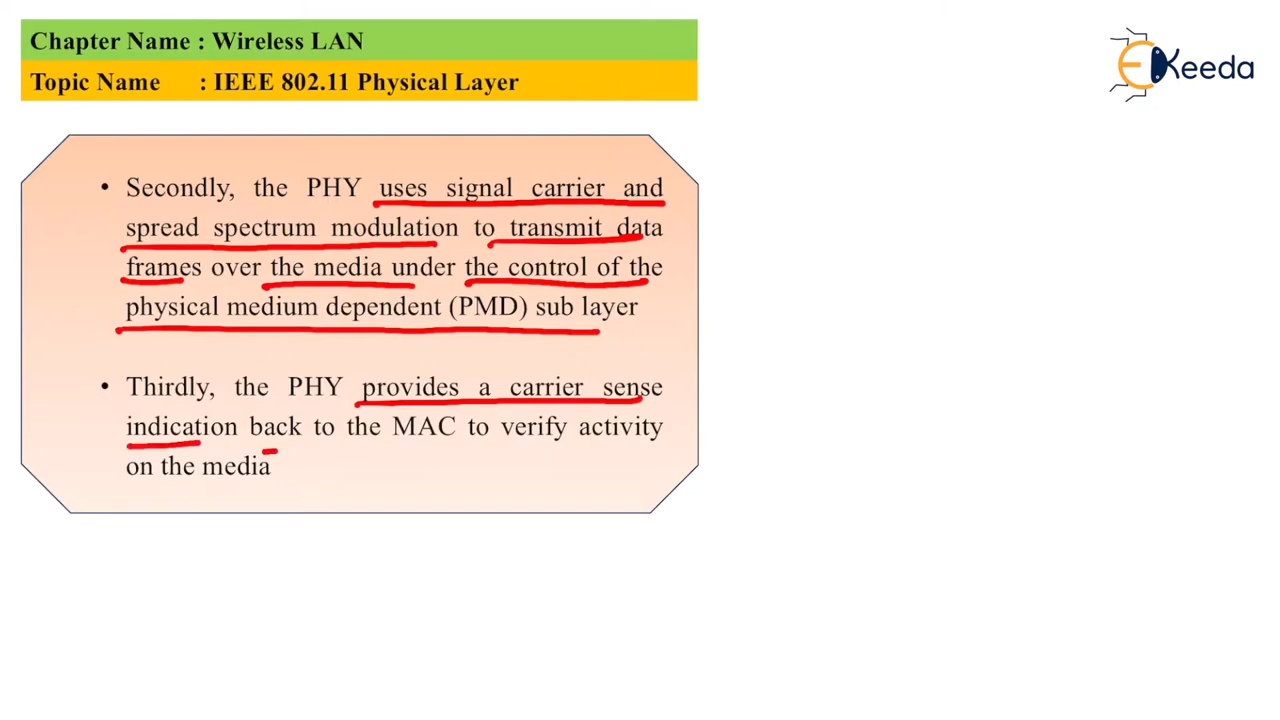 Chapter Name : Wireless LAN
Topic Name : IEEE 802.11 Physical Layer
EKeeda
• Secondly, the PHY uses signal carrier and
spread spectrum modulation to transmit data
frames over the media under the control of the
physical medium dependent (PMD) sub layer
• Thirdly, the PHY provides a carrier sense
indication back to the MAC to verify activity
on the media